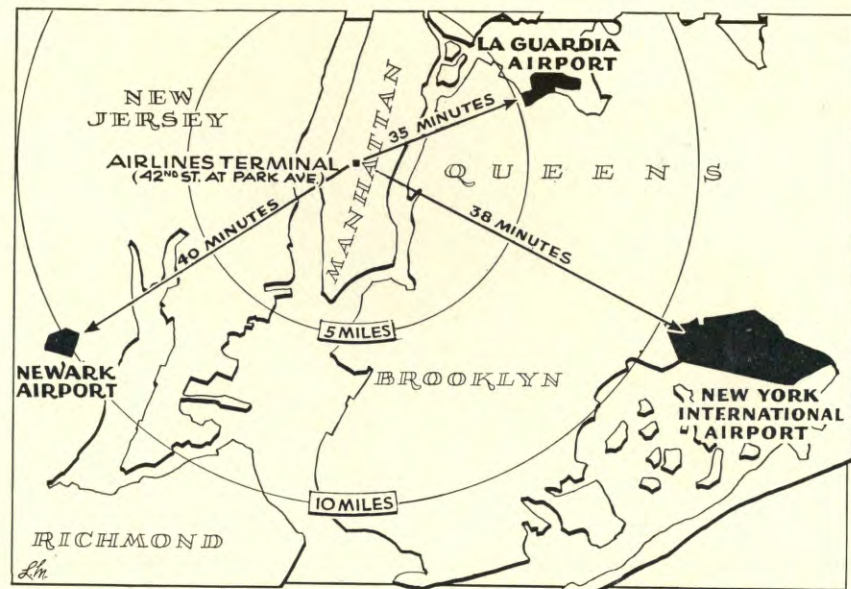 LA GUARDIA
AIRPORT
NEW
JERSEY
MANHATTAN
35 MINUTES
AIRLINES TERMINAL
(42ND ST. AT PARK AVE.)
QUEENS
40 MINUTES
38 MINUTES
5 MILES
NEWARK
AIRPORT
BROOKLYN
NEW YORK
INTERNATIONAL
AIRPORT
10 MILES
RICHMOND